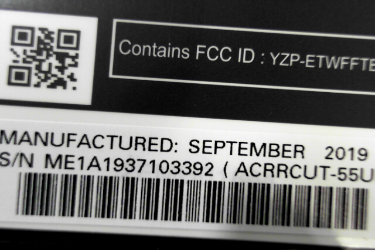 Contains FCC ID : YZP-ETWFFTE
MANUFACTURED: SEPTEMBER 2019
S/N ME1A1937103392 ( ACRRCUT-55U